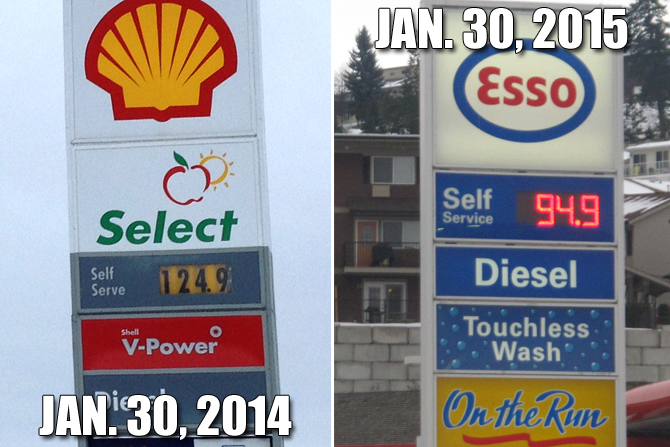 Select
Self
Serve
124.9
Shell
V-Power
JAN. 30, 2014
JAN. 30, 2015
Esso
Self
Service
94.9
Diesel
Touchless
Wash
On the Run